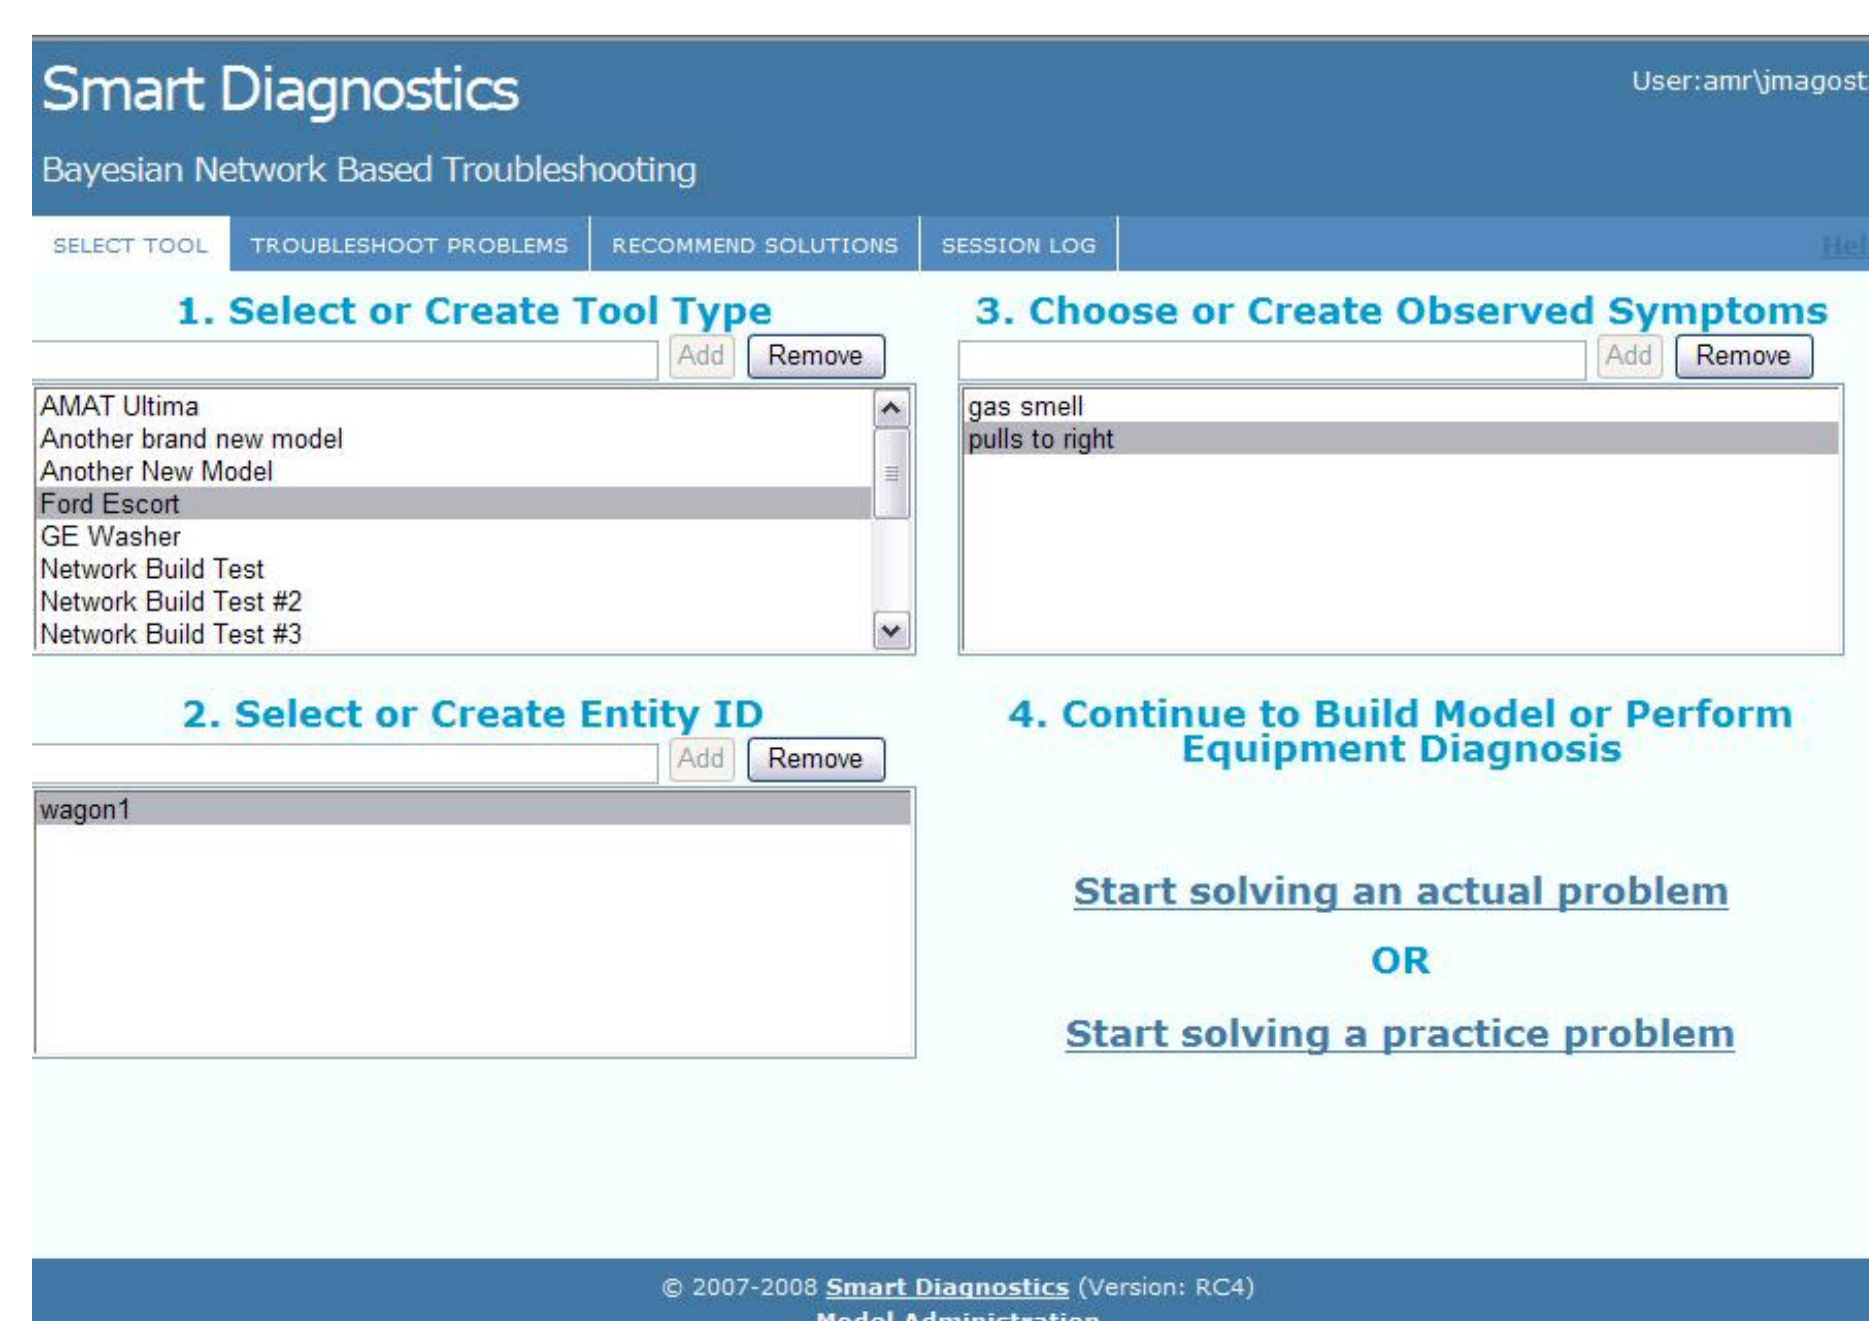 Smart Diagnostics
User:amr\jmagost
Bayesian Network Based Troubleshooting
SELECT TOOL TROUBLESHOOT PROBLEMS RECOMMEND SOLUTIONS SESSION LOG
1. Select or Create Tool Type
Add Remove
AMAT Ultima
Another brand new model
Another New Model
Ford Escort
GE Washer
Network Build Test
Network Build Test #2
Network Build Test #3
2. Select or Create Entity ID
Add Remove
wagon1
3. Choose or Create Observed Symptoms
Add Remove
gas smell
pulls to right
4. Continue to Build Model or Perform
Equipment Diagnosis
Start solving an actual problem
OR
Start solving a practice problem
© 2007-2008 Smart Diagnostics (Version: RC4)
Model Administration